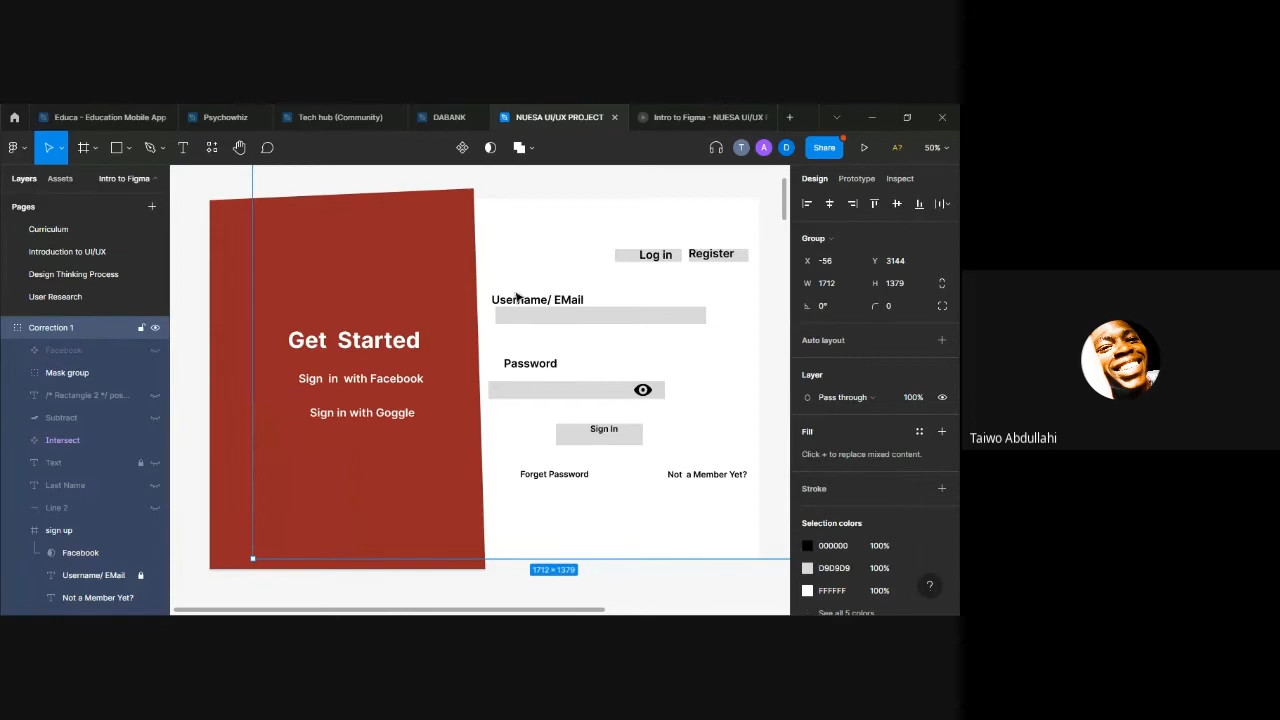 Educa - Education Mobile App
Psychowhiz
Tech hub (Community)
DABANK
NUESA UI/UX PROJECT
Intro to Figma - NUESA UI/UX
T
A
D
Share
A?
50%
Layers
Assets
Intro to Figma
Pages
Curriculum
Introduction to UI/UX
Design Thinking Process
User Research
Correction 1
Facebook
Mask group
/* Rectangle 2 */ pos...
Subtract
Intersect
Text
Last Name
Line 2
sign up
Facebook
Username/ EMail
Not a Member Yet?
Get Started
Sign in with Facebook
Sign in with Goggle
Log in
Register
Username/ EMail
Password
Sign In
Forget Password
Not a Member Yet?
1712 × 1379
Design
Prototype
Inspect
Group
X -56
Y 3144
W 1712
H 1379
0°
0
Auto layout
Layer
Pass through
100%
Fill
Click + to replace mixed content.
Stroke
Selection colors
000000 100%
D9D9D9 100%
FFFFFF 100%
See all 5 colors
?
Taiwo Abdullahi